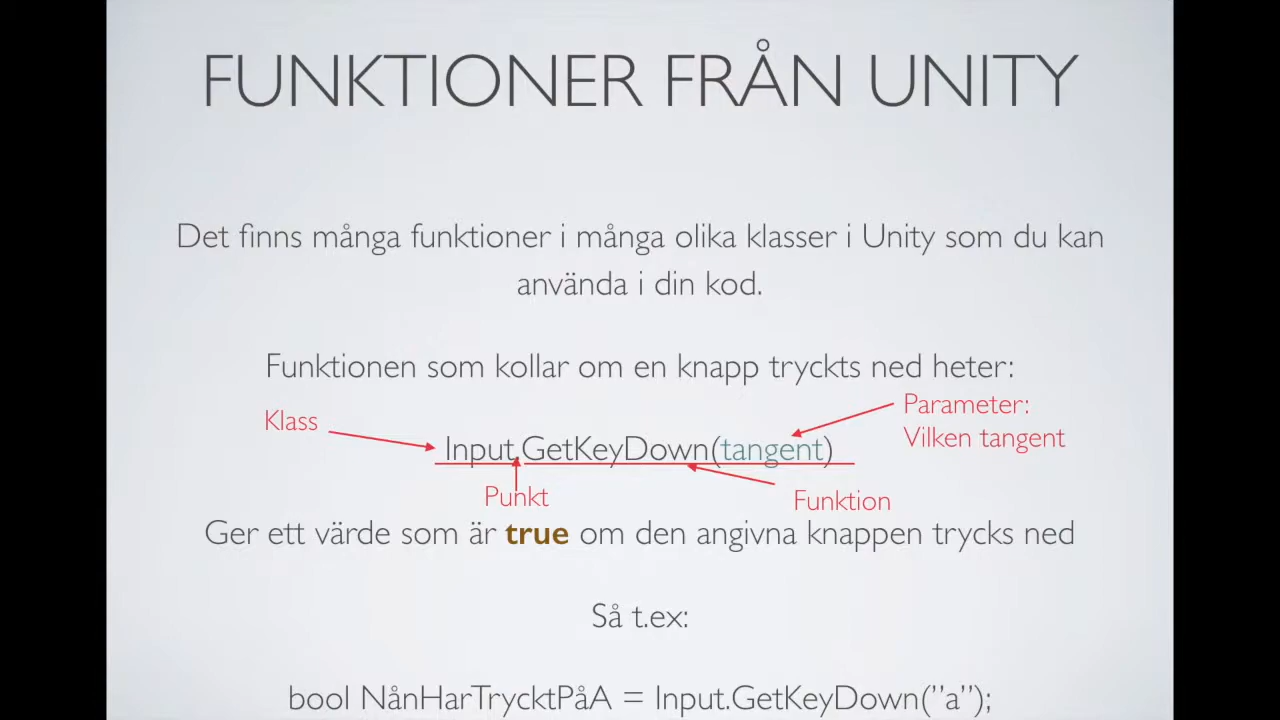 FUNKTIONER FRÅN UNITY
Det finns många funktioner i många olika klasser i Unity som du kan
använda i din kod.
Funktionen som kollar om en knapp tryckts ned heter:
Klass
Parameter:
Vilken tangent
Input.GetKeyDown(tangent)
Punkt
Funktion
Ger ett värde som är true om den angivna knappen trycks ned
Så t.ex:
bool NånHarTrycktPåA = Input.GetKeyDown(”a”);